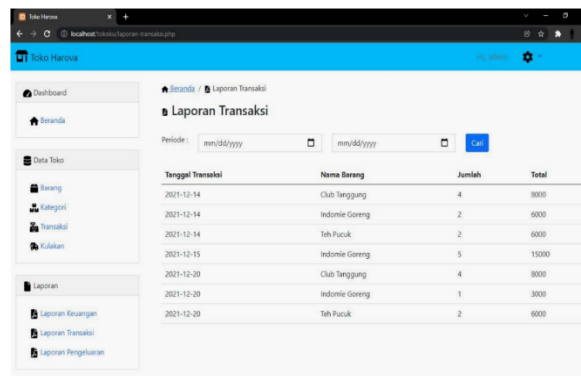 Toko Harova
localhost/tokoku/laporan-transaksi.php
Toko Harova
Hi, admin
Dashboard
Beranda
Data Toko
Barang
Kategori
Transaksi
Kulakan
Laporan
Laporan Keuangan
Laporan Transaksi
Laporan Pengeluaran
Beranda / Laporan Transaksi
Laporan Transaksi
Periode : mm/dd/yyyy mm/dd/yyyy Cari
Tanggal Transaksi Nama Barang Jumlah Total
2021-12-14 Club Tanggung 4 8000
2021-12-14 Indomie Goreng 2 6000
2021-12-14 Teh Pucuk 2 6000
2021-12-15 Indomie Goreng 5 15000
2021-12-20 Club Tanggung 4 8000
2021-12-20 Indomie Goreng 1 3000
2021-12-20 Teh Pucuk 2 6000